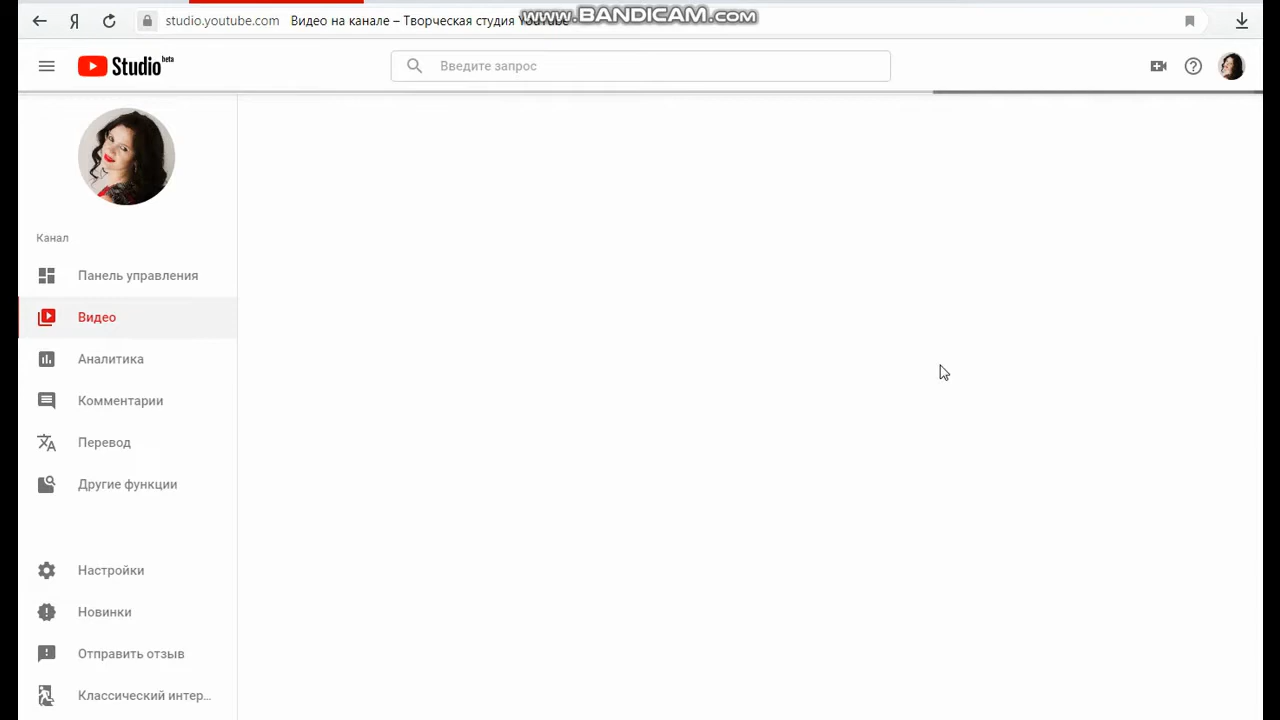 studio.youtube.com Видео на канале – Творческая студия YouTube
www.BANDICAM.com
Studio beta
Введите запрос
Канал
Панель управления
Видео
Аналитика
Комментарии
Перевод
Другие функции
Настройки
Новинки
Отправить отзыв
Классический интер...